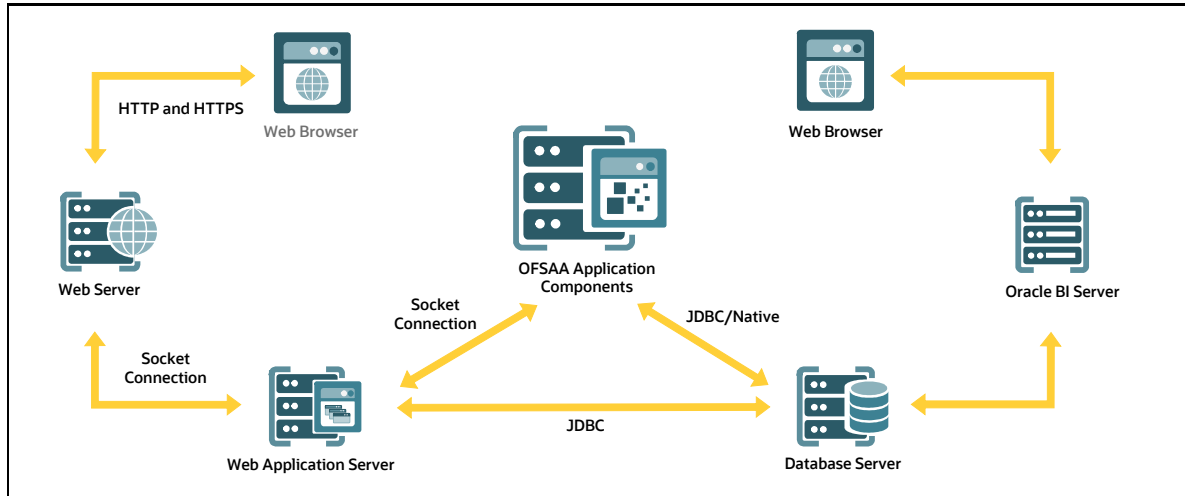 HTTP and HTTPS
Web Browser
Web Browser
Web Server
OFSAA Application
Components
Oracle BI Server
Socket
Connection
JDBC/Native
Socket
Connection
JDBC
Web Application Server
Database Server